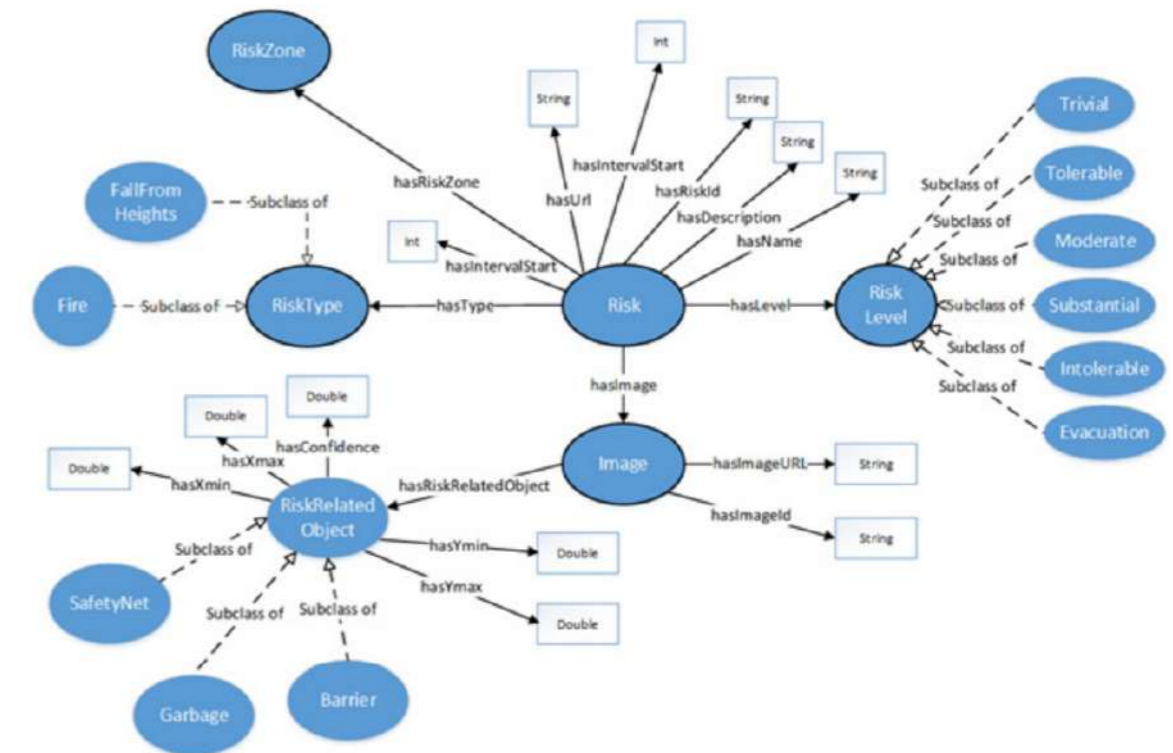 RiskZone
Int
String
String
Trivial
String
hasIntervalStart
String
Subclass of
Tolerable
FallFrom
Heights
Subclass of
hasRiskZone
hasUrl
hasRiskId
hasDescription
Subclass of
Int
hasName
Subclass of
Moderate
hasIntervalStart
Fire
Subclass of
RiskType
hasType
Risk
hasLevel
Risk
Level
Subclass of
Substantial
Subclass of
Intolerable
hasImage
Subclass of
Double
Double
Evacuation
hasConfidence
Double
hasXmax
hasXmin
hasRiskRelatedObject
Image
hasImageURL
String
RiskRelated
Object
hasImageId
String
Subclass of
hasYmin
Double
SafetyNet
hasYmax
Subclass of
Subclass of
Double
Garbage
Barrier